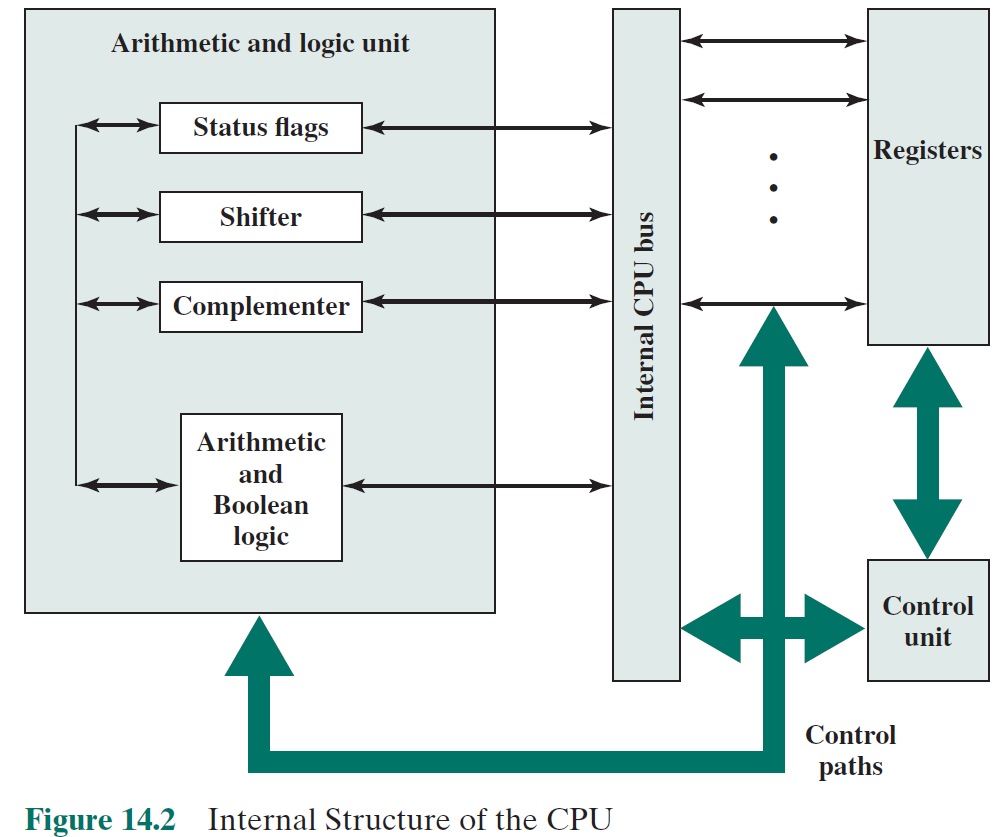 Arithmetic and logic unit
Status flags
Shifter
Complementer
Arithmetic
and
Boolean
logic
Internal CPU bus
Registers
Control
unit
Control
paths
Figure 14.2 Internal Structure of the CPU